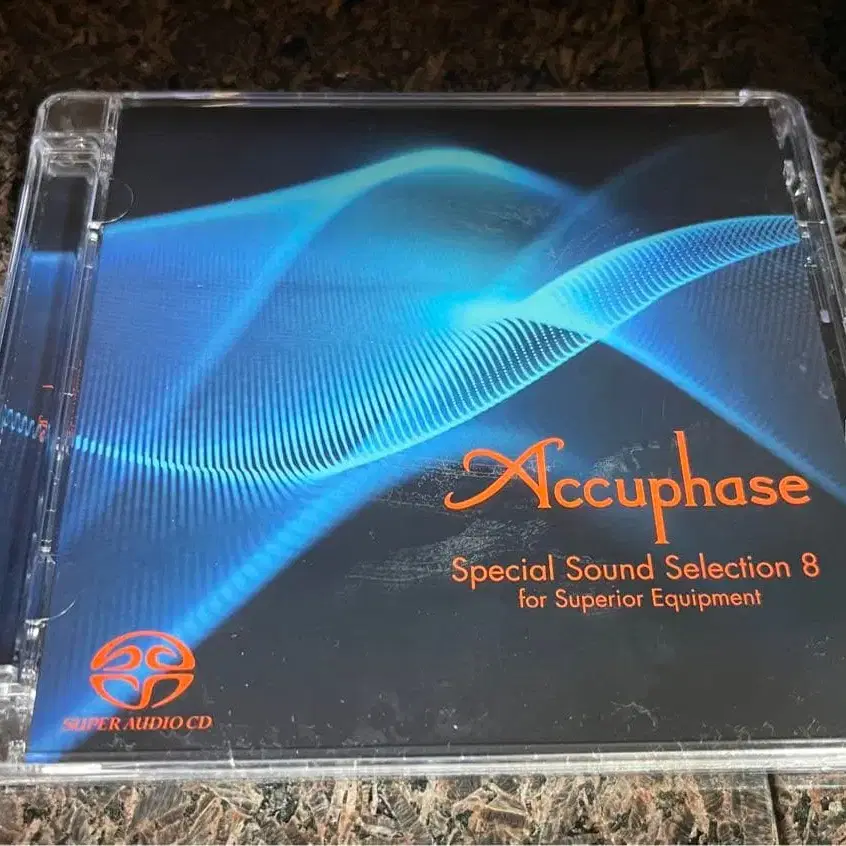 Accuphase
Special Sound Selection 8
for Superior Equipment
SUPER AUDIO CD